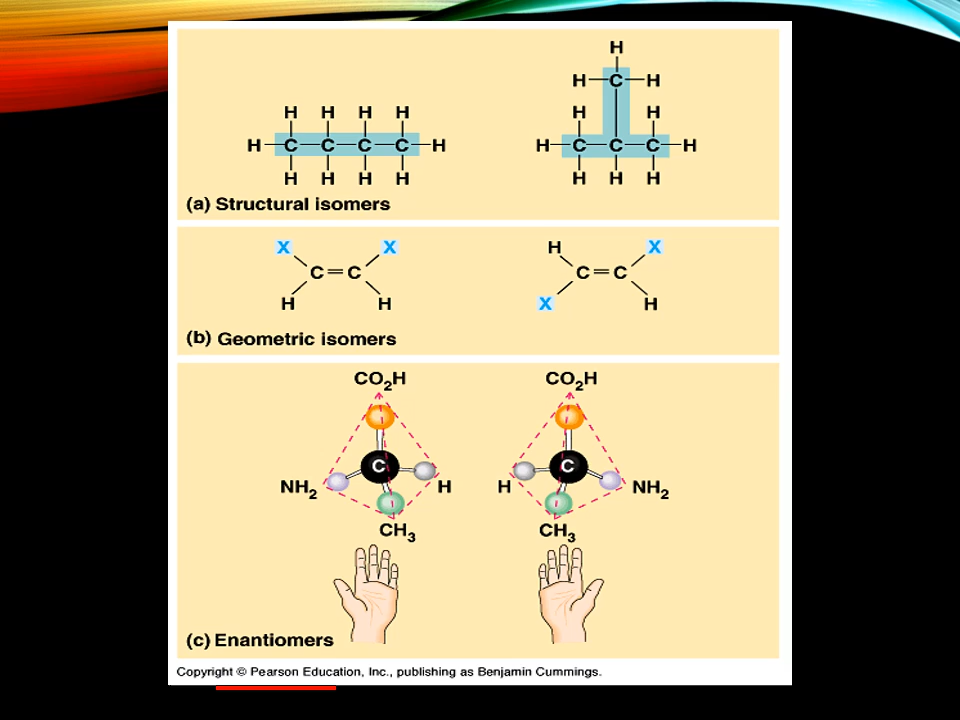 H
H—C—H
H H H H H H
H—C—C—C—C—H H—C—C—C—H
H H H H H H H
(a) Structural isomers
X X H X
C=C C=C
H H X H
(b) Geometric isomers
CO₂H CO₂H
C C
NH₂ H H NH₂
CH₃ CH₃
(c) Enantiomers
Copyright © Pearson Education, Inc., publishing as Benjamin Cummings.